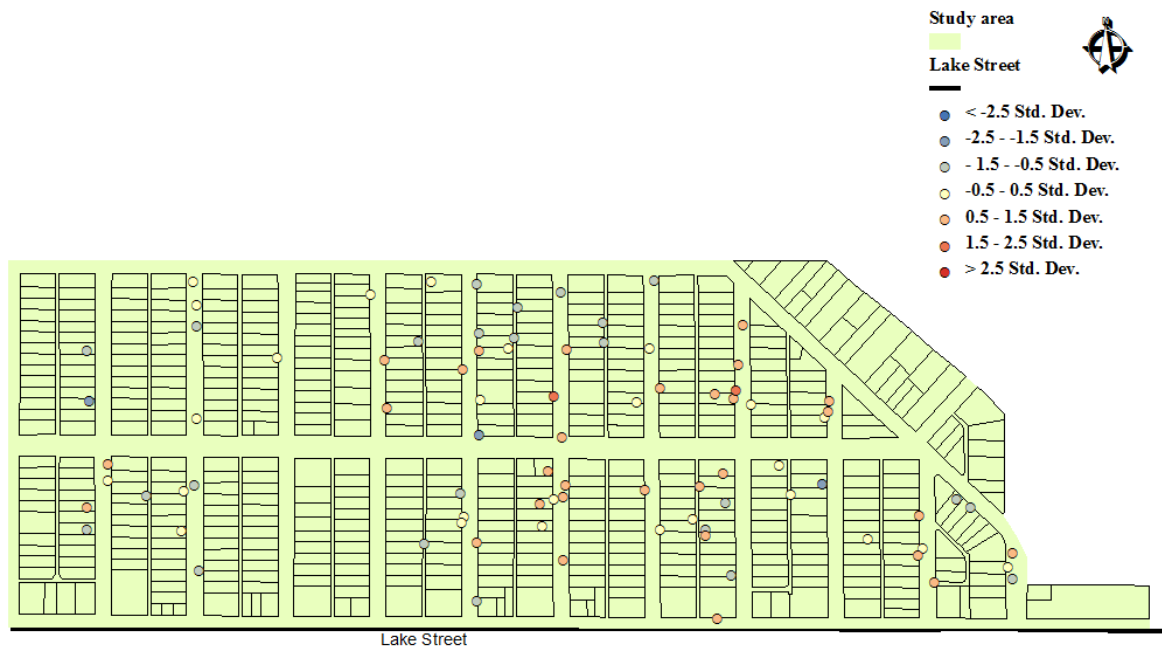 Study area
Lake Street
< -2.5 Std. Dev.
-2.5 - -1.5 Std. Dev.
- 1.5 - -0.5 Std. Dev.
-0.5 - 0.5 Std. Dev.
0.5 - 1.5 Std. Dev.
1.5 - 2.5 Std. Dev.
> 2.5 Std. Dev.
Lake Street